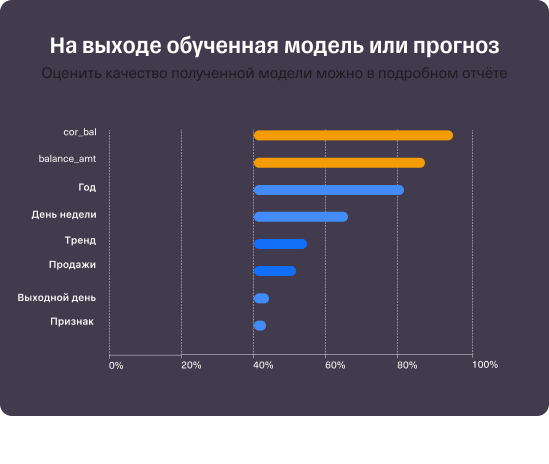 На выходе обученная модель или прогноз
Оценить качество полученной модели можно в подробном отчёте
cor_bal
balance_amt
Год
День недели
Тренд
Продажи
Выходной день
Признак
0% 20% 40% 60% 80% 100%